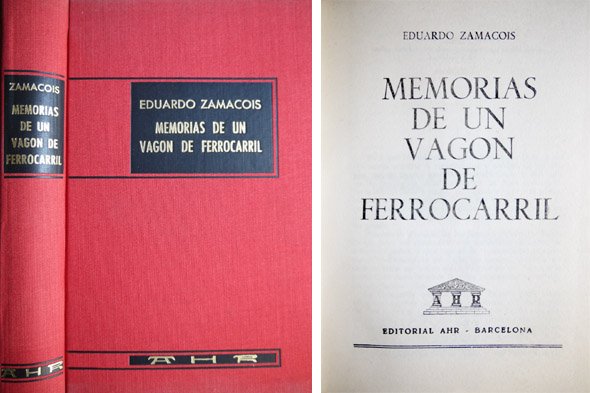 ZAMACOIS
MEMORIAS
DE UN
VAGON DE
FERROCARRIL
AHR
EDUARDO ZAMACOIS
MEMORIAS DE UN
VAGON DE FERROCARRIL
AHR
EDUARDO ZAMACOIS
MEMORIAS
DE UN
VAGON
DE
FERROCARRIL
AHR
EDITORIAL AHR - BARCELONA